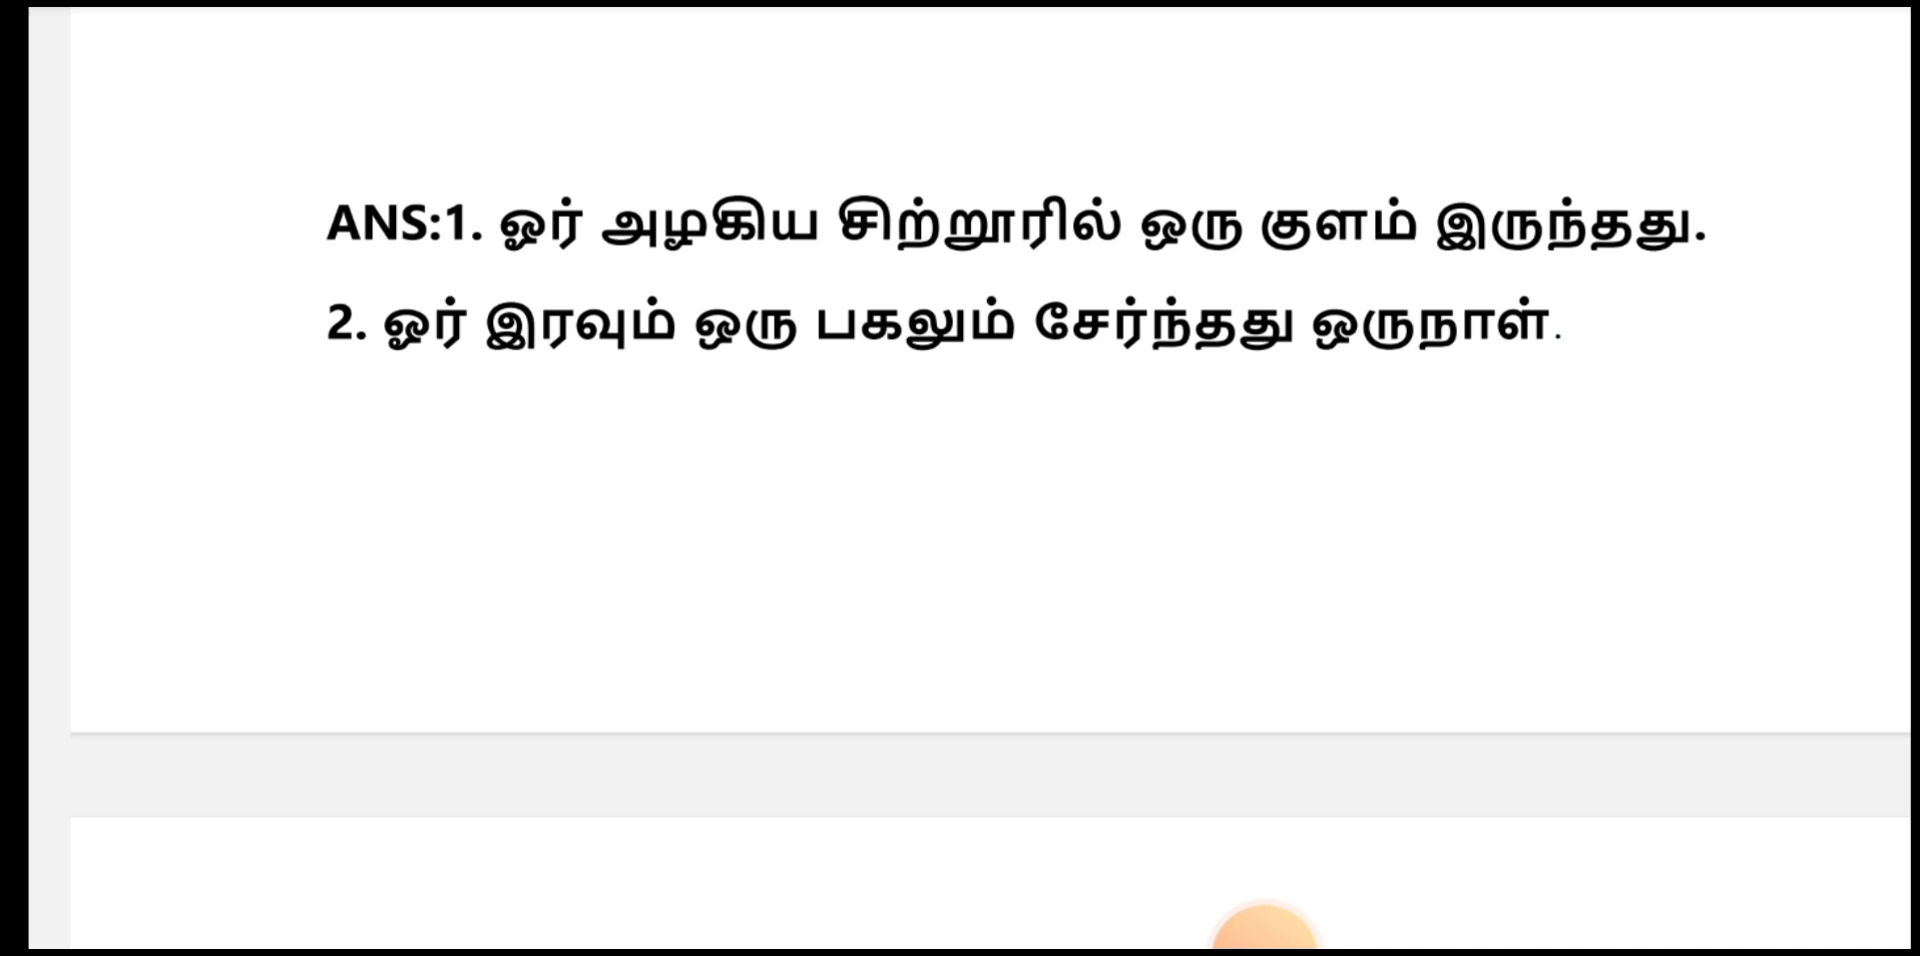 ANS:1. ஓர் அழகிய சிற்றூரில் ஒரு குளம் இருந்தது.
2. ஓர் இரவும் ஒரு பகலும் சேர்ந்தது ஒருநாள்.